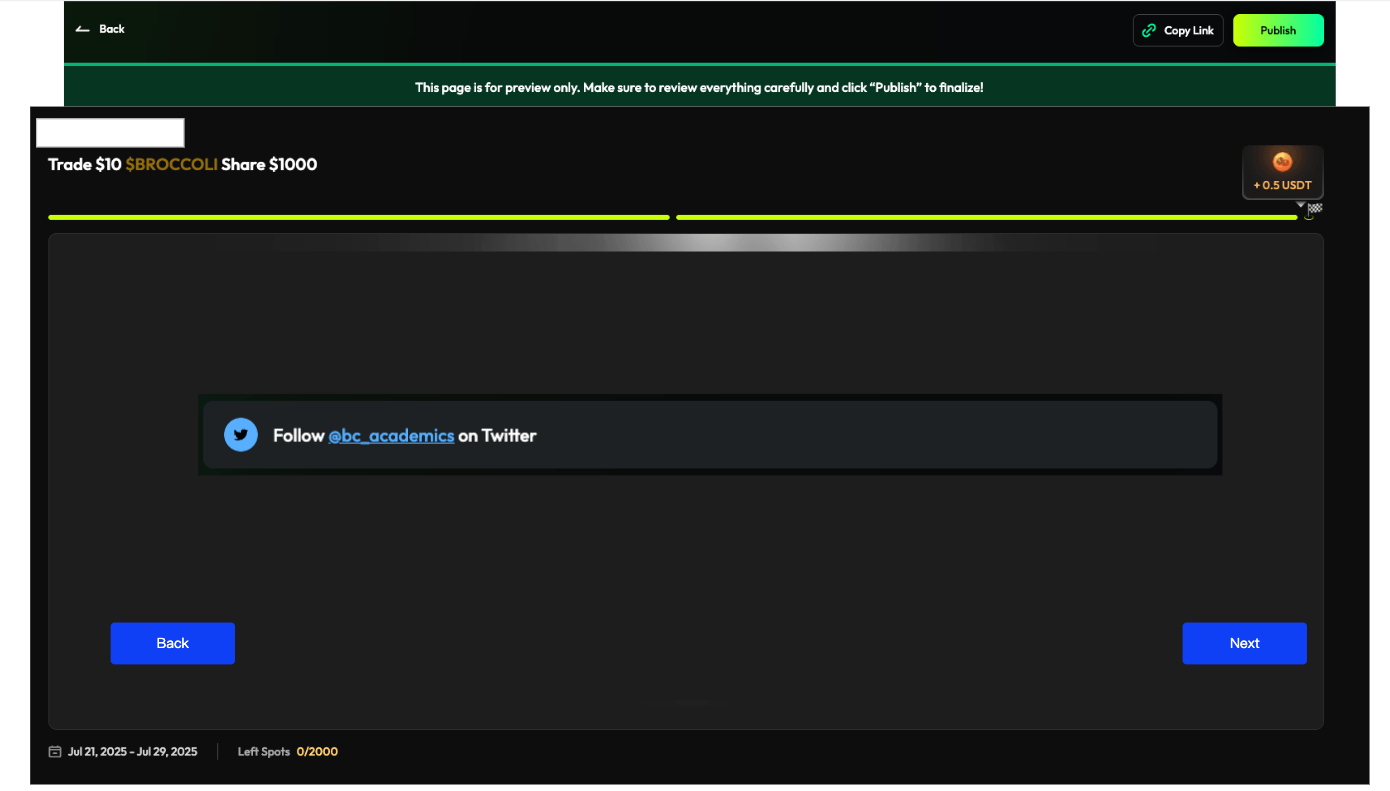 Back
Copy Link
Publish
This page is for preview only. Make sure to review everything carefully and click “Publish” to finalize!
Trade $10 $BROCCOLI Share $1000
+ 0.5 USDT
Follow @bc_academics on Twitter
Back
Next
Jul 21, 2025 - Jul 29, 2025
Left Spots 0/2000